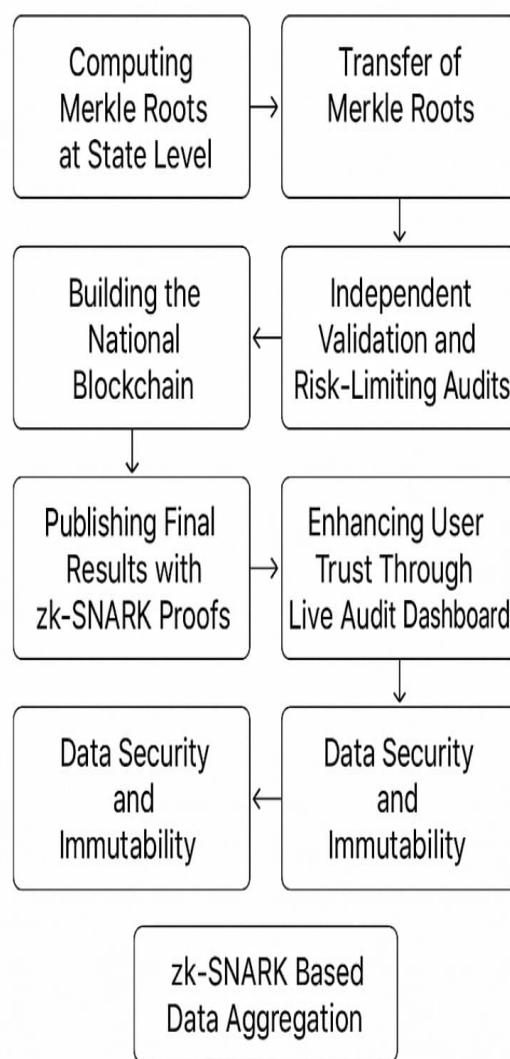 Computing
Merkle Roots
at State Level
Transfer of
Merkle Roots
Independent
Validation and
Risk-Limiting Audits
Building the
National
Blockchain
Publishing Final
Results with
zk-SNARK Proofs
Enhancing User
Trust Through
Live Audit Dashboard
Data Security
and
Immutability
Data Security
and
Immutability
zk-SNARK Based
Data Aggregation